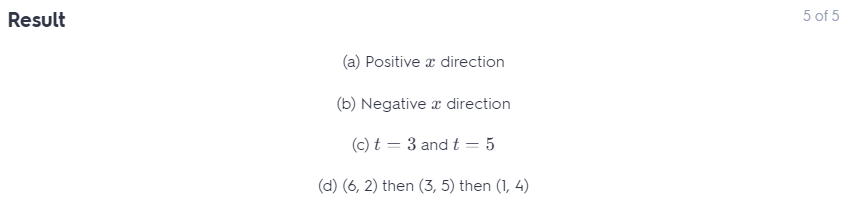 Result
5 of 5
(a) Positive x direction
(b) Negative x direction
(c) t = 3 and t = 5
(d) (6, 2) then (3, 5) then (1, 4)